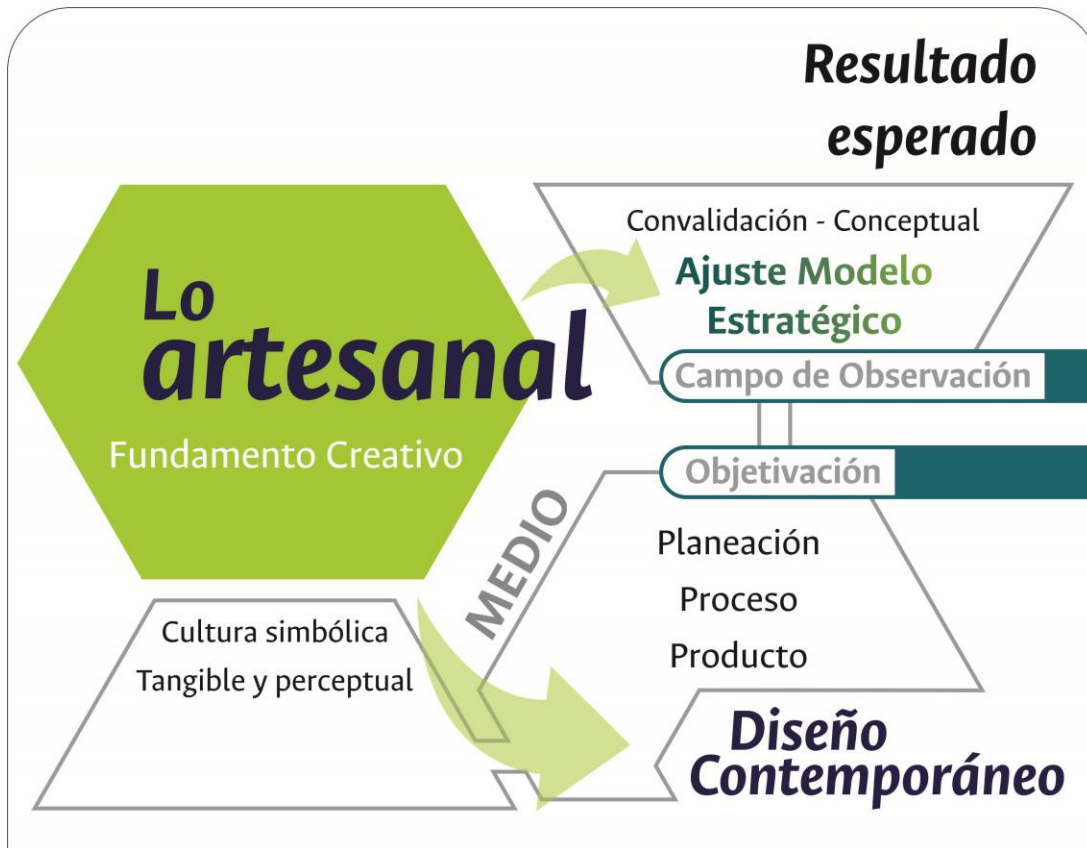 Resultado
esperado
Lo
artesanal
Fundamento Creativo
Convalidación - Conceptual
Ajuste Modelo
Estratégico
Campo de Observación
Objetivación
MEDIO
Planeación
Proceso
Producto
Cultura simbólica
Tangible y perceptual
Diseño
Contemporáneo